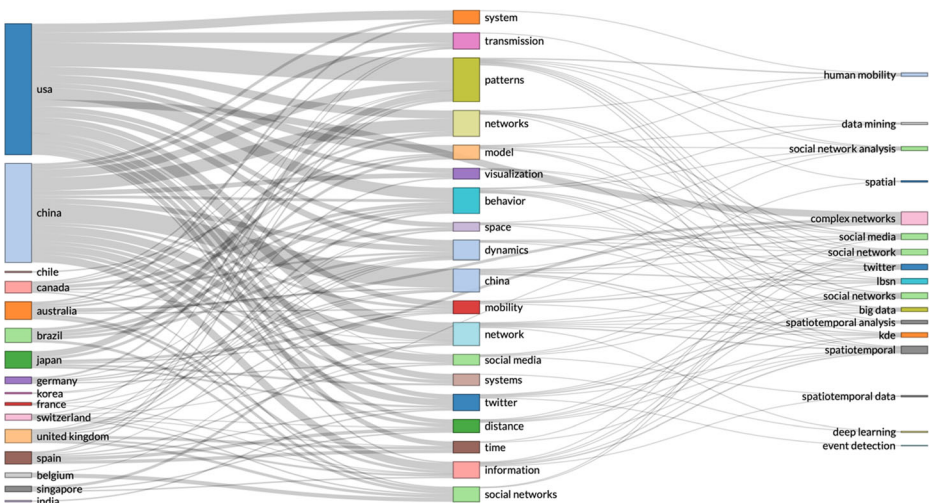 usa
china
chile
canada
australia
brazil
japan
germany
korea
france
switzerland
united kingdom
spain
belgium
singapore
india
system
transmission
patterns
networks
model
visualization
behavior
space
dynamics
china
mobility
network
social media
systems
twitter
distance
time
information
social networks
human mobility
data mining
social network analysis
spatial
complex networks
social media
social network
twitter
lbsn
social networks
big data
spatiotemporal analysis
kde
spatiotemporal
spatiotemporal data
deep learning
event detection